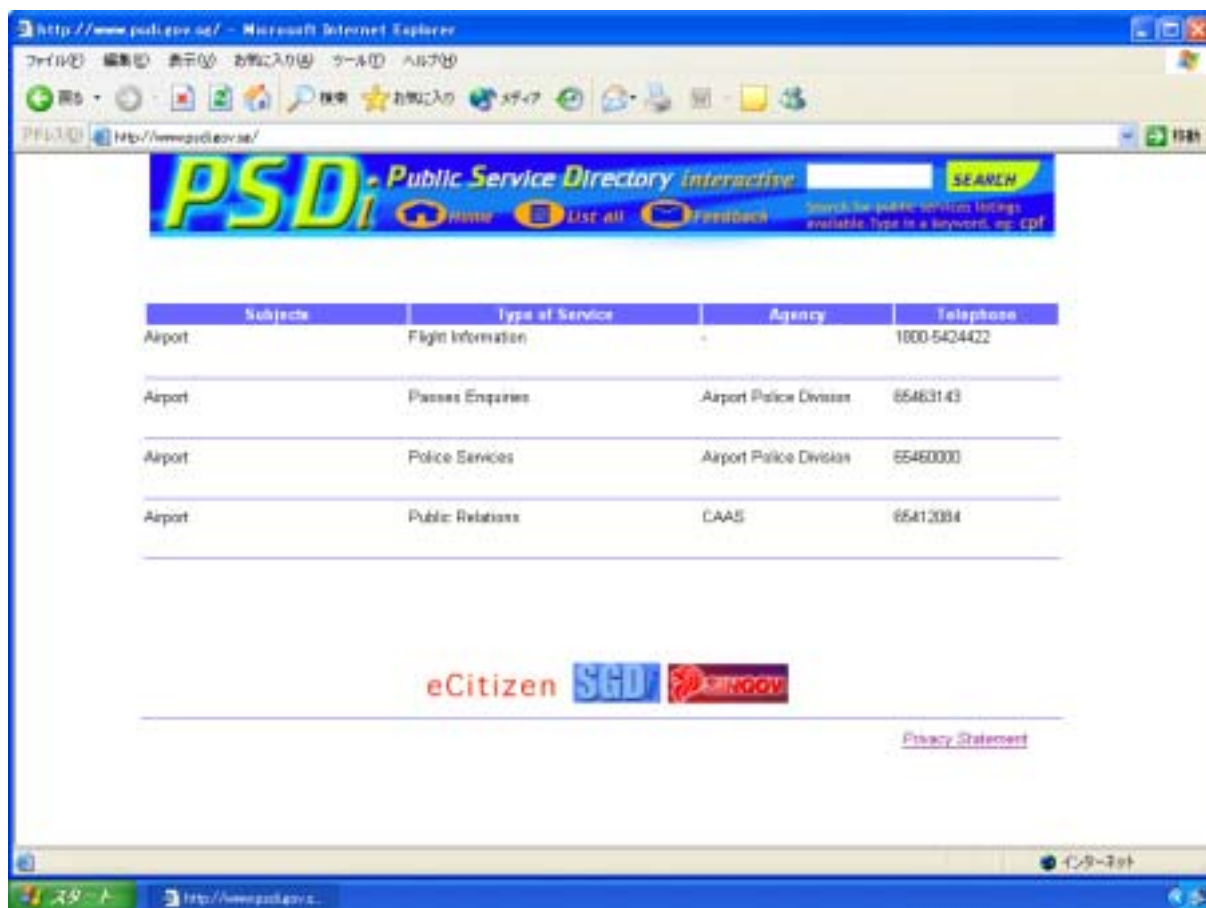 http://www.psdi.gov.sg/ - Microsoft Internet Explorer
ファイル(F) 編集(E) 表示(V) お気に入り(A) ツール(T) ヘルプ(H)
戻る 検索 お気に入り メディア
アドレス(D) http://www.psdi.gov.sg/ 移動
PSDi Public Service Directory interactive SEARCH
Home List all Feedback
Search for public services listings
available. Type in a keyword, eg: cpf
Subjects Type of Service Agency Telephone
Airport Flight Information - 1800-5424422
Airport Passes Enquiries Airport Police Division 65463143
Airport Police Services Airport Police Division 65460000
Airport Public Relations CAAS 65412084
eCitizen SGDi SINGOV
Privacy Statement
インターネット
スタート http://www.psdi.gov.s...